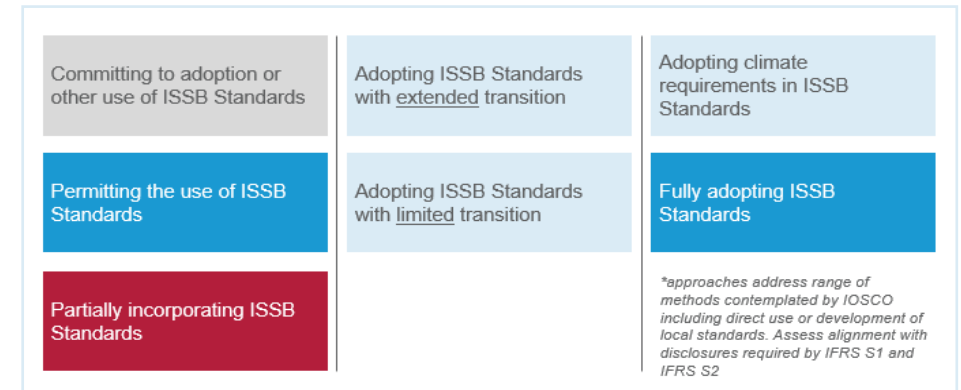 Committing to adoption or
other use of ISSB Standards
Permitting the use of ISSB
Standards
Partially incorporating ISSB
Standards
Adopting ISSB Standards
with extended transition
Adopting ISSB Standards
with limited transition
Adopting climate
requirements in ISSB
Standards
Fully adopting ISSB
Standards
*approaches address range of
methods contemplated by IOSCO
including direct use or development of
local standards. Assess alignment with
disclosures required by IFRS S1 and
IFRS S2